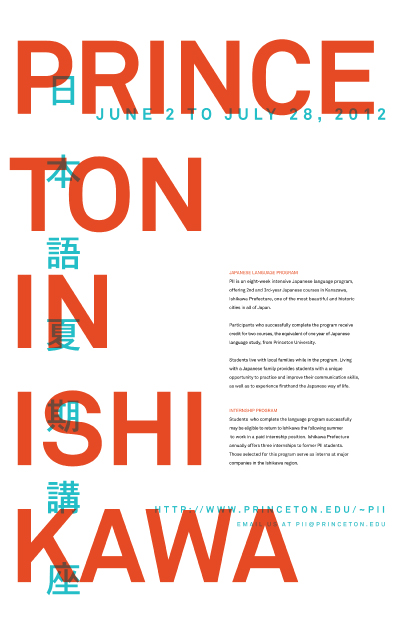 PRINCE
TON
IN
ISHI
KAWA
日
本
語
夏
期
講
座
JUNE 2 TO JULY 28, 2012
JAPANESE LANGUAGE PROGRAM
PII is an eight-week intensive Japanese language program,
offering 2nd and 3rd-year Japanese courses in Kanazawa,
Ishikawa Prefecture, one of the most beautiful and historic
cities in all of Japan.
Participants who successfully complete the program receive
credit for two courses, the equivalent of one year of Japanese
language study, from Princeton University.
Students live with local families while in the program. Living
with a Japanese family provides students with a unique
opportunity to practice and improve their communication skills,
as well as to experience firsthand the Japanese way of life.
INTERNSHIP PROGRAM
Students who complete the language program successfully
may be eligible to return to Ishikawa the following summer
to work in a paid internship position. Ishikawa Prefecture
annually offers three internships to former PII students.
Those selected for this program serve as interns at major
companies in the Ishikawa region.
HTTP://WWW.PRINCETON.EDU/~PII
EMAIL US AT PII@PRINCETON.EDU